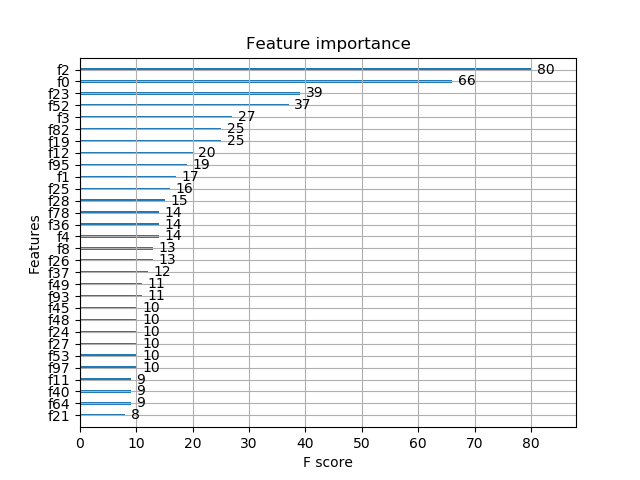 Feature importance
f2 80
f0 66
f23 39
f52 37
f3 27
f82 25
f19 25
f12 20
f95 19
f1 17
f25 16
f28 15
f78 14
f36 14
f4 14
f8 13
f26 13
f37 12
f49 11
f93 11
f45 10
f48 10
f24 10
f27 10
f53 10
f97 10
f11 9
f40 9
f64 9
f21 8
Features
0 10 20 30 40 50 60 70 80
F score